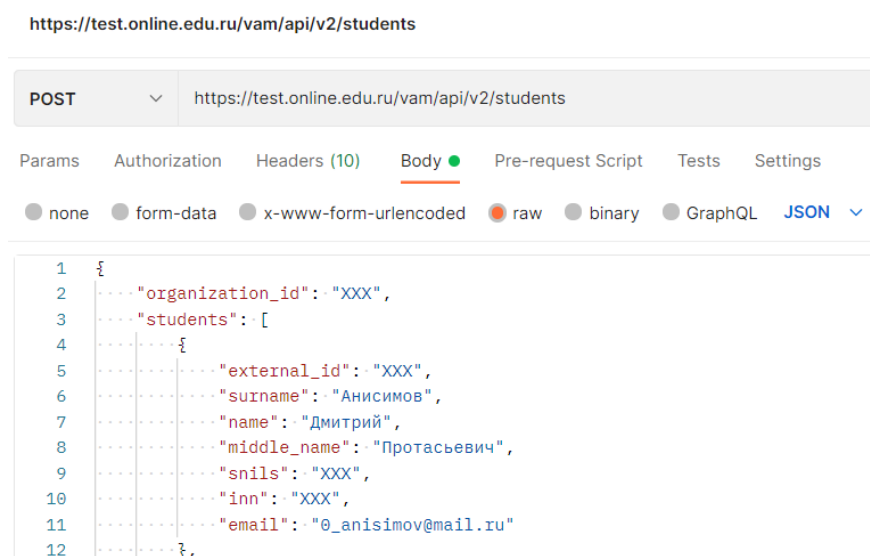 https://test.online.edu.ru/vam/api/v2/students
POST https://test.online.edu.ru/vam/api/v2/students
Params Authorization Headers (10) Body Pre-request Script Tests Settings
none form-data x-www-form-urlencoded raw binary GraphQL JSON
1 {
2 "organization_id": "XXX",
3 "students": [
4 {
5 "external_id": "XXX",
6 "surname": "Анисимов",
7 "name": "Дмитрий",
8 "middle_name": "Протасьевич",
9 "snils": "XXX",
10 "inn": "XXX",
11 "email": "0_anisimov@mail.ru"
12 },